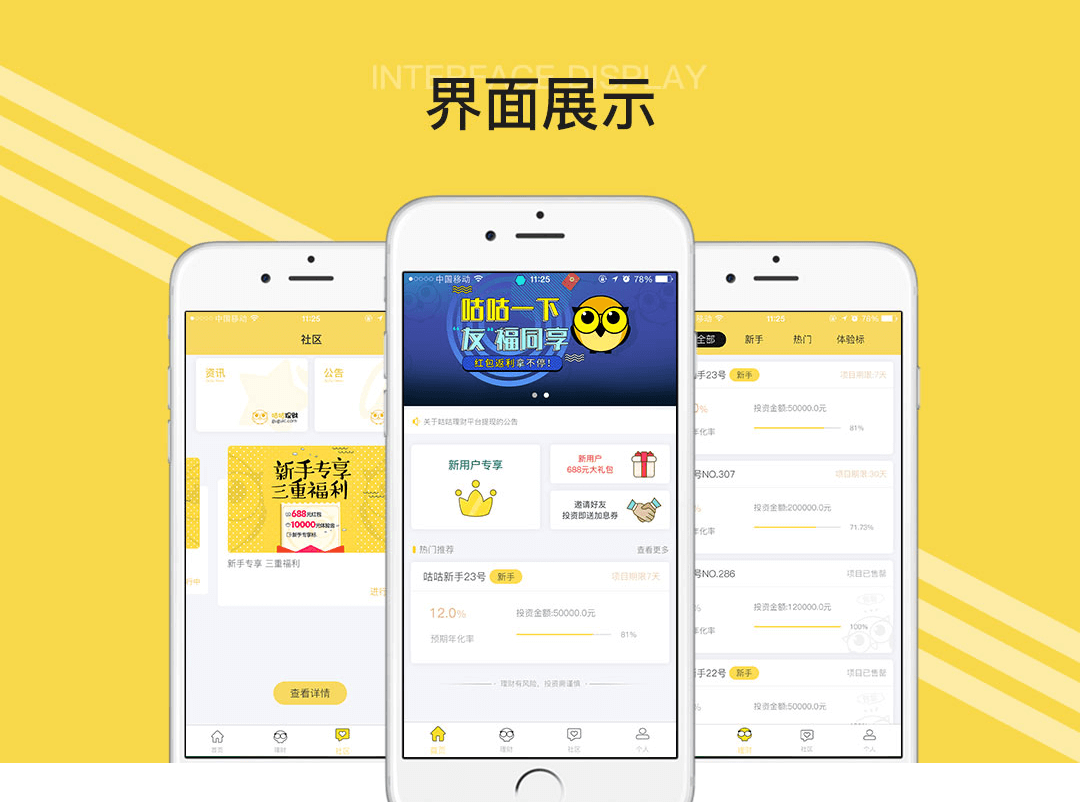 INTERFACE DISPLAY
界面展示
中国移动
11:25
社区
资讯
公告
咕咕理财
gugulc.com
新手专享
三重福利
688元红包
10000元体验金
新手专享标
行中
新手专享 三重福利
进行
查看详情
首页
理财
社区
中国移动
11:25
78%
咕咕一下
"友"福同享
红包返利享不停!
关于咕咕理财平台提现的公告
新用户专享
新用户
688元大礼包
邀请好友
投资即送加息券
热门推荐
查看更多
咕咕新手23号
新手
项目期限7天
12.0%
投资金额:50000.0元
81%
预期年化率
理财有风险，投资需谨慎
首页
理财
社区
个人
移动
11:25
76%
全部
新手
热门
体验标
手23号
新手
项目期限:7天
0%
投资金额:50000.0元
81%
年化率
号NO.307
项目期限:30天
%
投资金额:200000.0元
71.73%
年化率
号NO.286
项目已售罄
%
投资金额:120000.0元
100%
年化率
手22号
新手
项目已售罄
%
投资金额:50000.0元
理财
社区
个人